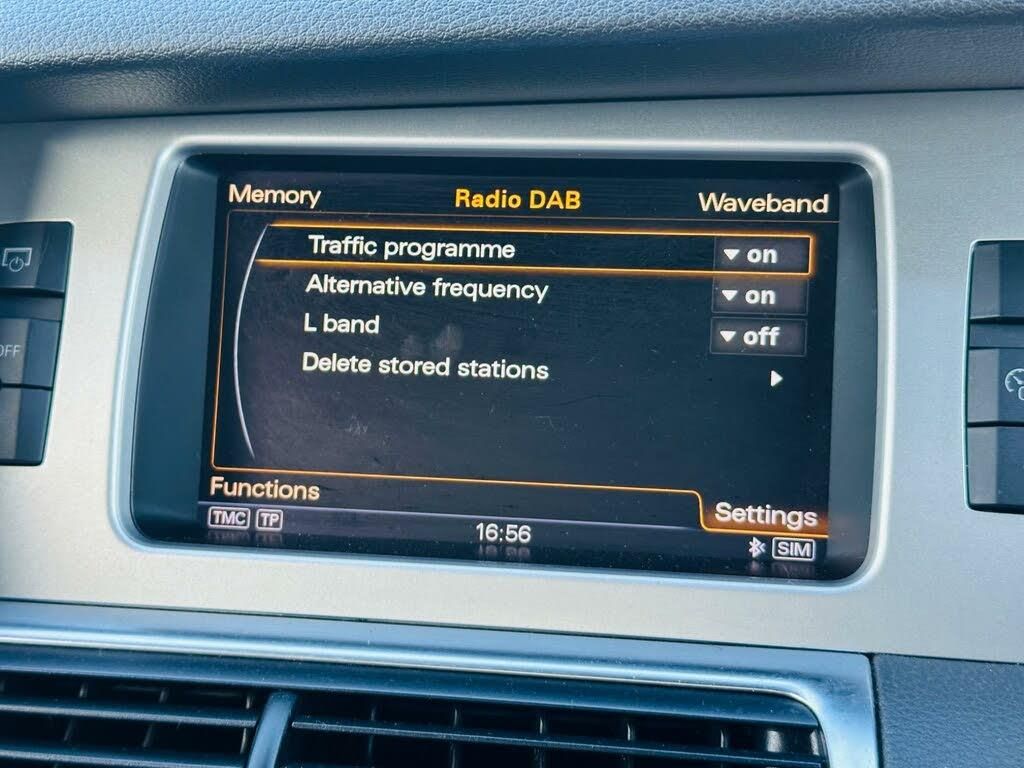 Memory Radio DAB Waveband
Traffic programme on
Alternative frequency on
L band off
Delete stored stations
Functions
Settings
TMC TP 16:56 SIM
OFF